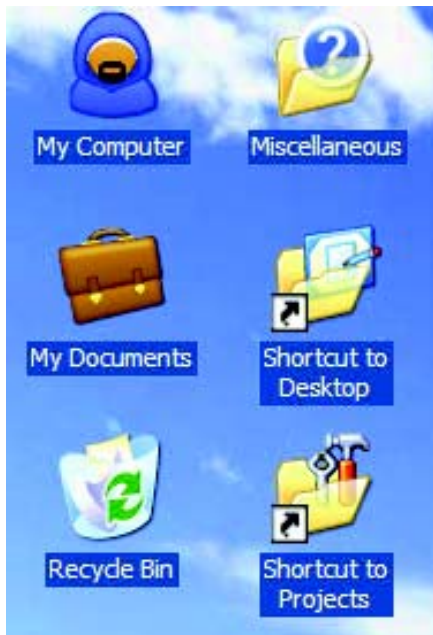 My Computer
Miscellaneous
My Documents
Shortcut to
Desktop
Recycle Bin
Shortcut to
Projects